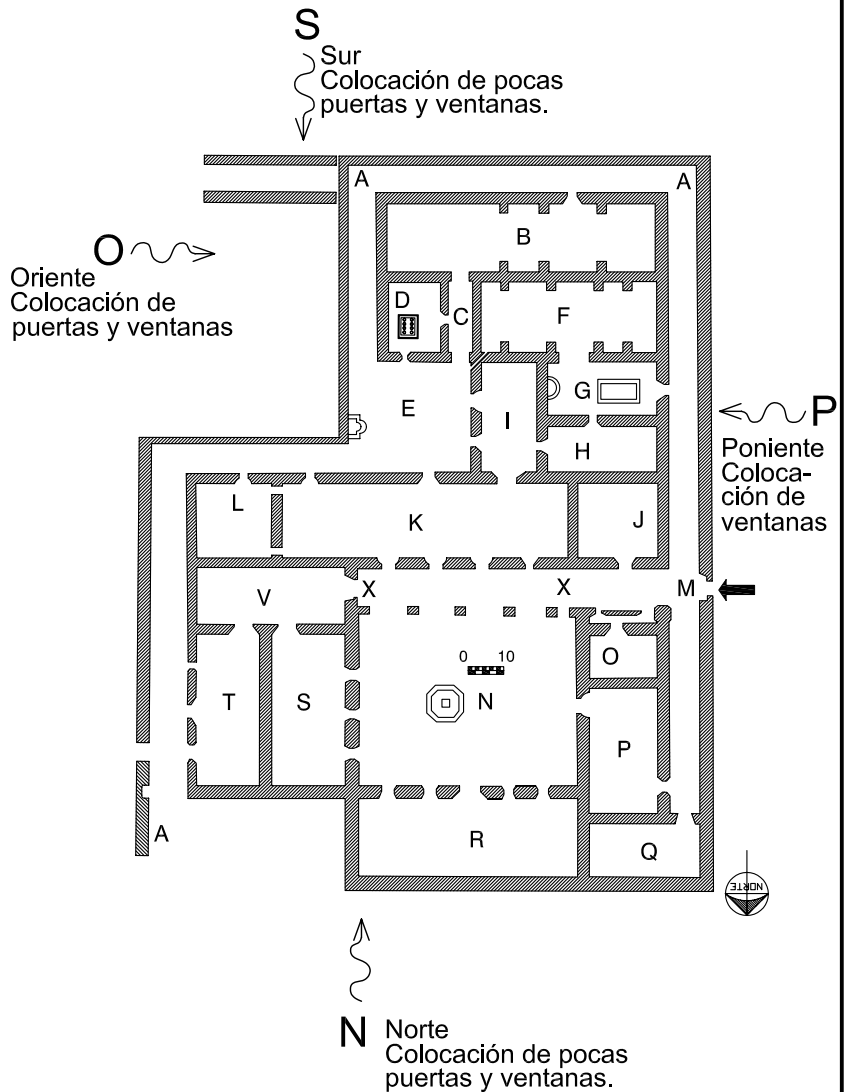 S
Sur
Colocación de pocas
puertas y ventanas.
A
A
B
O
Oriente
Colocación de
puertas y ventanas
D
C
F
E
G
P
Poniente
Coloca-
ción de
ventanas
I
H
L
K
J
V
X
X
M
O
0 10
N
T
S
P
R
Q
A
NORTE
N
Norte
Colocación de pocas
puertas y ventanas.